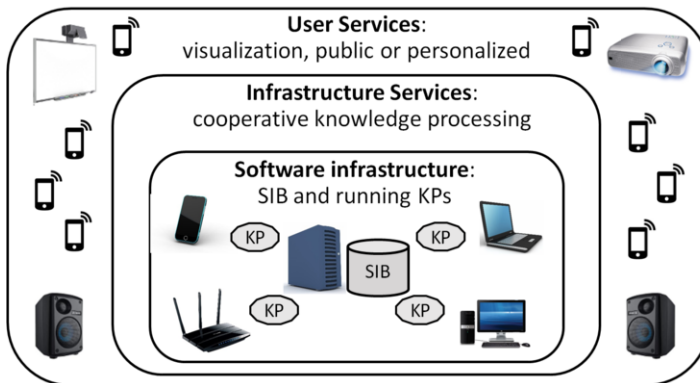 User Services:
visualization, public or personalized
Infrastructure Services:
cooperative knowledge processing
Software infrastructure:
SIB and running KPs
KP
KP
SIB
KP
KP